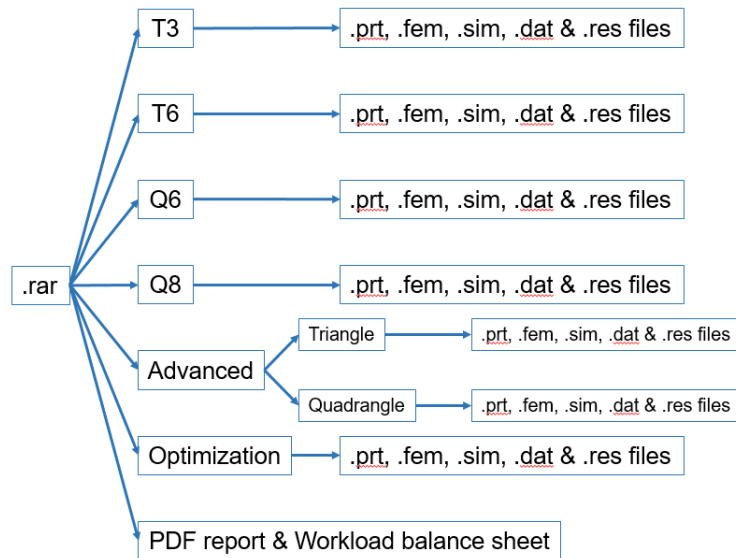 T3
.prt, .fem, .sim, .dat & .res files
T6
.prt, .fem, .sim, .dat & .res files
Q6
.prt, .fem, .sim, .dat & .res files
.rar
Q8
.prt, .fem, .sim, .dat & .res files
Advanced
Triangle
.prt, .fem, .sim, .dat & .res files
Quadrangle
.prt, .fem, .sim, .dat & .res files
Optimization
.prt, .fem, .sim, .dat & .res files
PDF report & Workload balance sheet